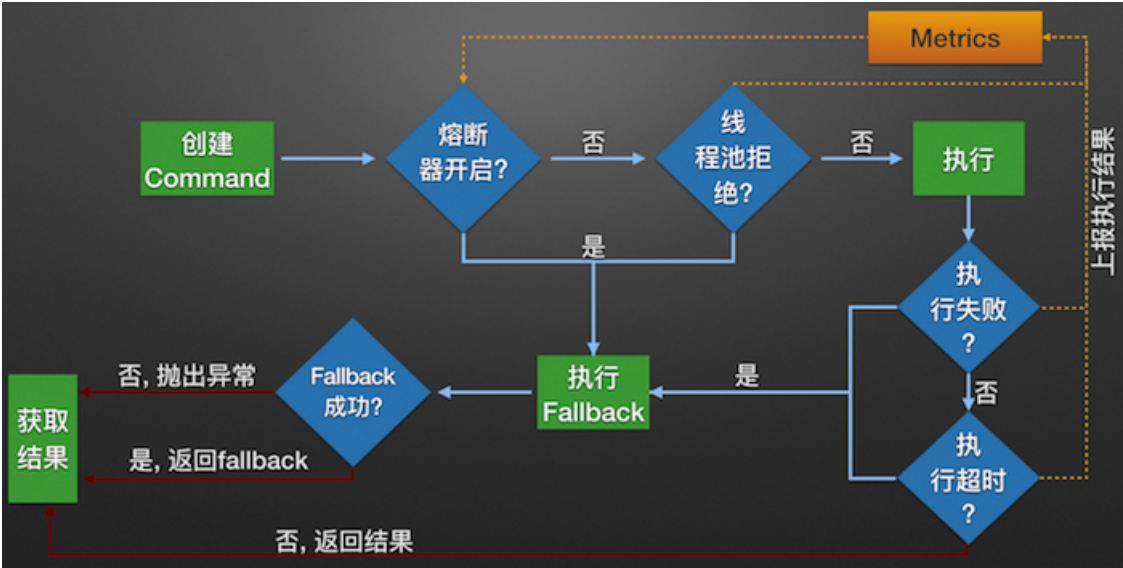 Metrics
创建
Command
熔断
器开启?
否
线
程池拒
绝?
否
执行
上报执行结果
是
执
行失败
?
否
执行
Fallback
是
Fallback
成功?
否, 抛出异常
获取
结果
是, 返回fallback
执
行超时
?
否, 返回结果